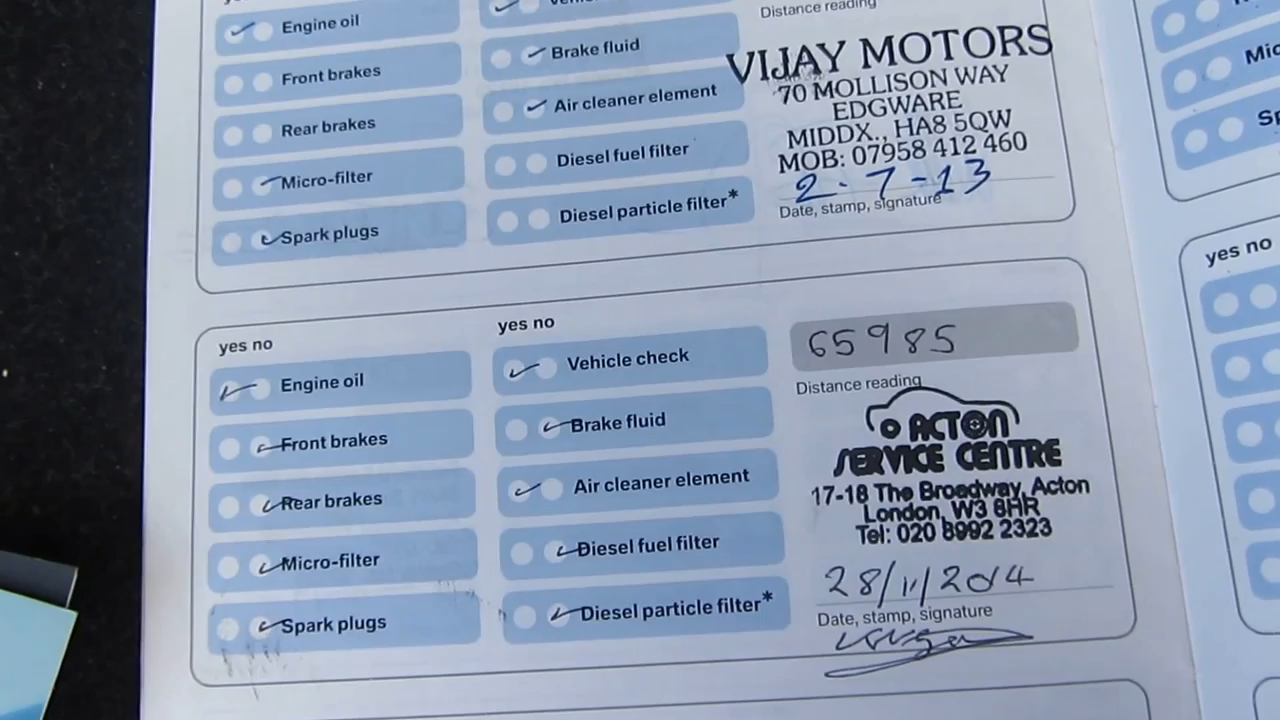 Engine oil
Front brakes
Rear brakes
Micro-filter
Spark plugs
Brake fluid
Air cleaner element
Diesel fuel filter
Diesel particle filter*
Distance reading
VIJAY MOTORS
70 MOLLISON WAY
EDGWARE
MIDDX., HA8 5QW
MOB: 07958 412 460
2-7-13
Date, stamp, signature
yes no
Engine oil
Front brakes
Rear brakes
Micro-filter
Spark plugs
yes no
Vehicle check
Brake fluid
Air cleaner element
Diesel fuel filter
Diesel particle filter*
65985
Distance reading
ACTON
SERVICE CENTRE
17-18 The Broadway, Acton
London, W3 8HR
Tel: 020 8992 2323
28/11/2014
Date, stamp, signature
yes no